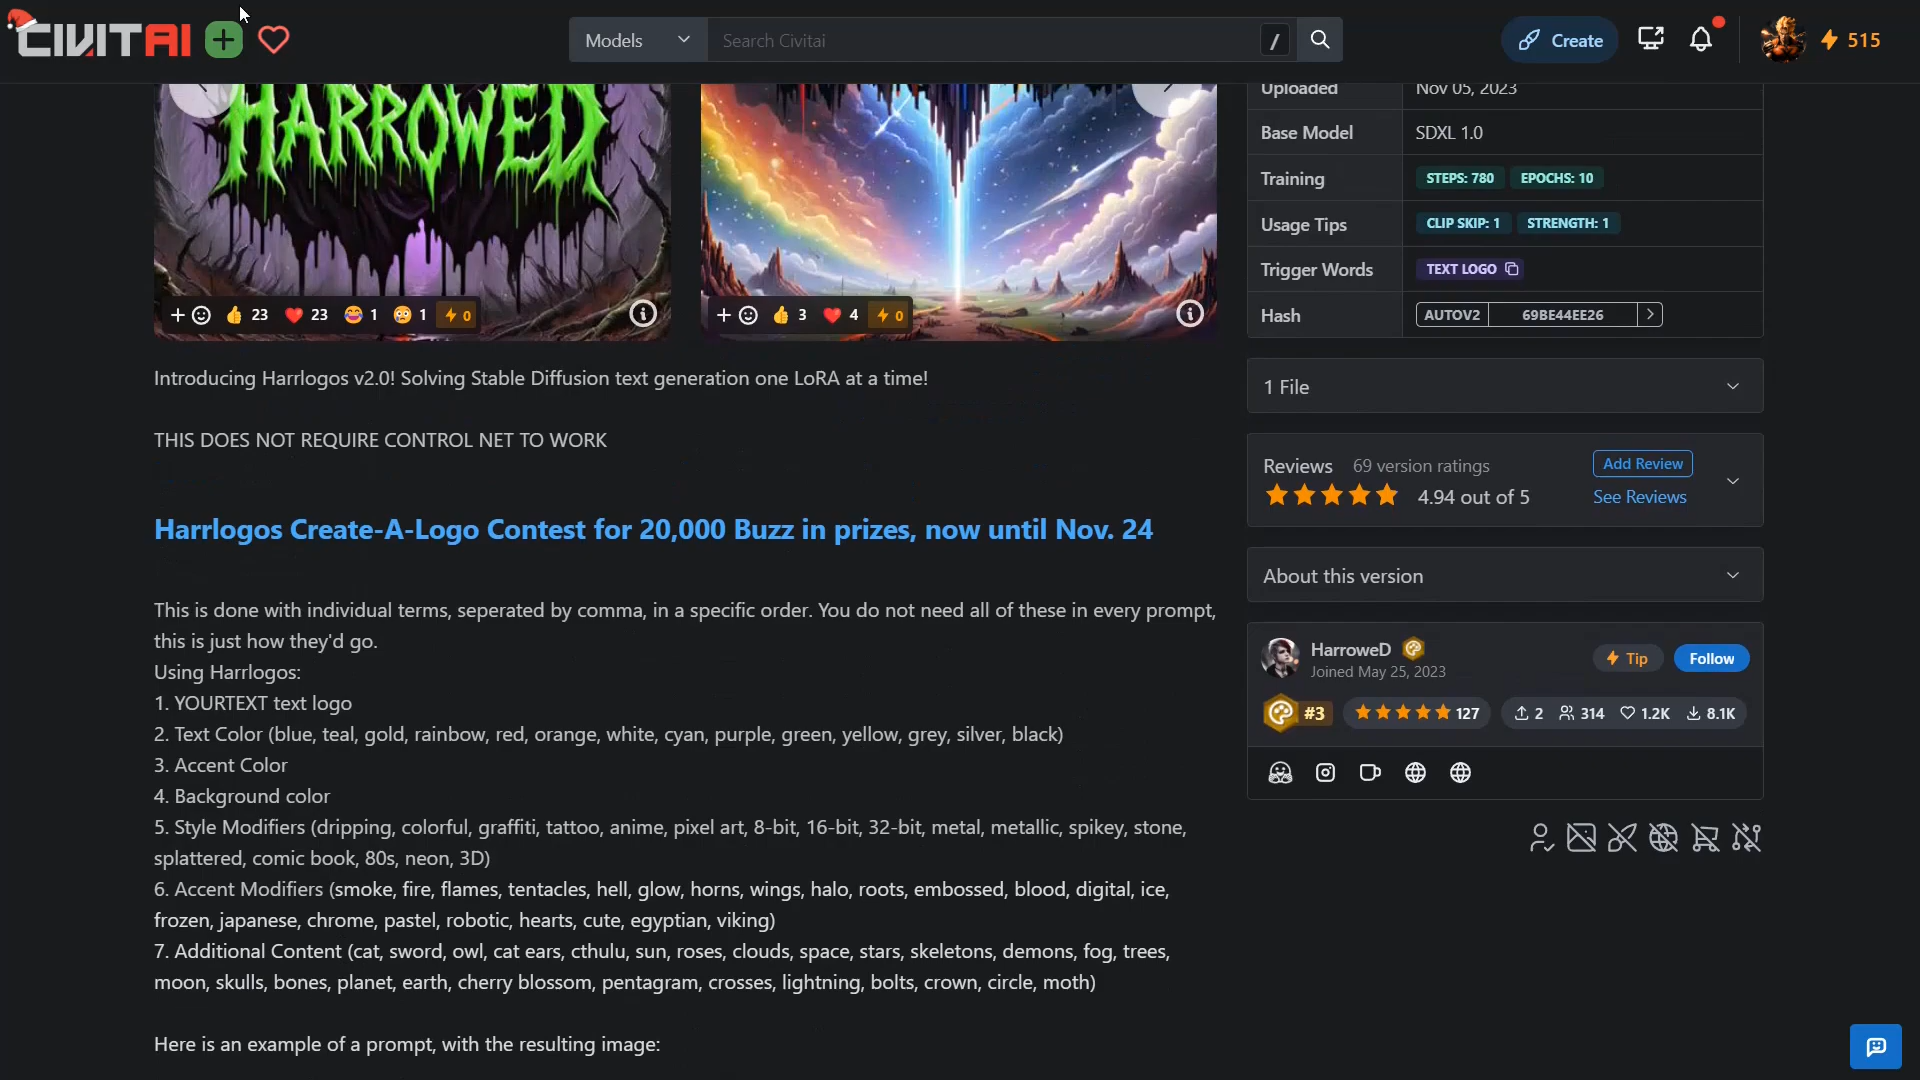 CIVITAI
Models
Search Civitai
/
Create
515
HARROWED
23
23
1
1
0
3
4
0
Uploaded
Nov 05, 2023
Base Model
SDXL 1.0
Training
STEPS: 780
EPOCHS: 10
Usage Tips
CLIP SKIP: 1
STRENGTH: 1
Trigger Words
TEXT LOGO
Hash
AUTOV2
69BE44EE26
Introducing Harrlogos v2.0! Solving Stable Diffusion text generation one LoRA at a time!
THIS DOES NOT REQUIRE CONTROL NET TO WORK
Harrlogos Create-A-Logo Contest for 20,000 Buzz in prizes, now until Nov. 24
This is done with individual terms, seperated by comma, in a specific order. You do not need all of these in every prompt,
this is just how they'd go.
Using Harrlogos:
1. YOURTEXT text logo
2. Text Color (blue, teal, gold, rainbow, red, orange, white, cyan, purple, green, yellow, grey, silver, black)
3. Accent Color
4. Background color
5. Style Modifiers (dripping, colorful, graffiti, tattoo, anime, pixel art, 8-bit, 16-bit, 32-bit, metal, metallic, spikey, stone,
splattered, comic book, 80s, neon, 3D)
6. Accent Modifiers (smoke, fire, flames, tentacles, hell, glow, horns, wings, halo, roots, embossed, blood, digital, ice,
frozen, japanese, chrome, pastel, robotic, hearts, cute, egyptian, viking)
7. Additional Content (cat, sword, owl, cat ears, cthulu, sun, roses, clouds, space, stars, skeletons, demons, fog, trees,
moon, skulls, bones, planet, earth, cherry blossom, pentagram, crosses, lightning, bolts, crown, circle, moth)
Here is an example of a prompt, with the resulting image:
1 File
Reviews
69 version ratings
Add Review
4.94 out of 5
See Reviews
About this version
HarroweD
Joined May 25, 2023
Tip
Follow
#3
127
2
314
1.2K
8.1K